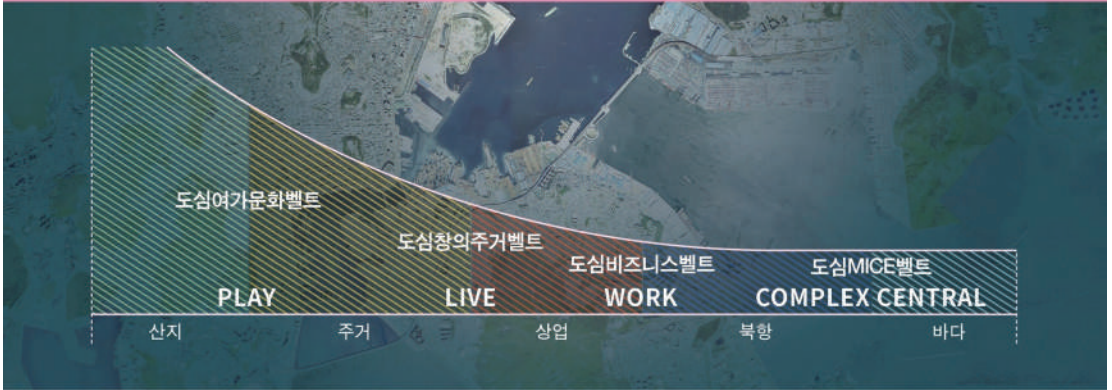 도심여가문화벨트
도심창의주거벨트
도심비즈니스벨트
도심MICE벨트
PLAY LIVE WORK COMPLEX CENTRAL
산지 주거 상업 북항 바다